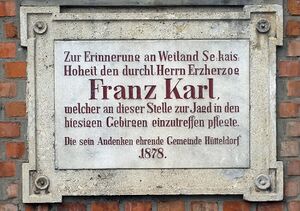 Zur Erinnerung an Weiland Se. kais.
Hoheit den durchl. Herrn Erzherzog
Franz Karl,
welcher an dieser Stelle zur Jagd in den
hiesigen Gebirgen einzutreffen pflegte.
Die sein Andenken ehrende Gemeinde Hütteldorf
1878.